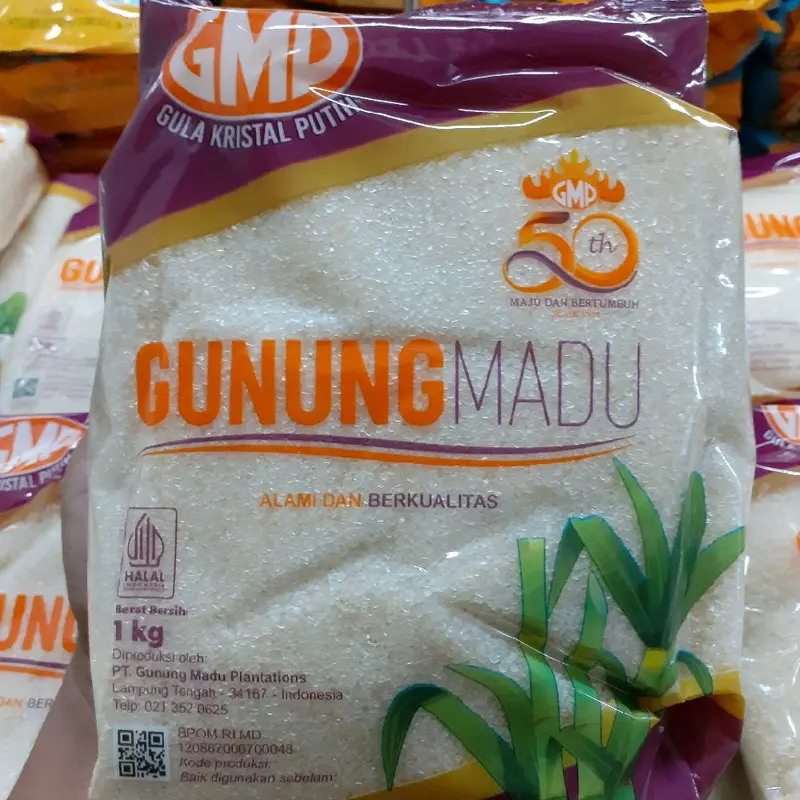 GMP
GULA KRISTAL PUTIH
GMP
50th
MAJU DAN BERTUMBUH
GUNUNGMADU
ALAMI DAN BERKUALITAS
HALAL
INDONESIA
Berat Bersih
1 kg
Diproduksi oleh:
PT. Gunung Madu Plantations
Lampung Tengah - 34167 - Indonesia
Telp: 021 352 0625
BPOM RI MD
120867000700048
Kode produksi:
Baik digunakan sebelum: